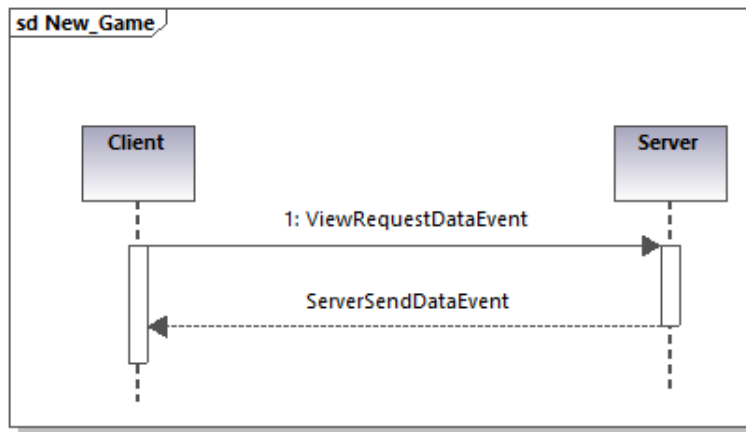 sd New_Game
Client
Server
1: ViewRequestDataEvent
ServerSendDataEvent